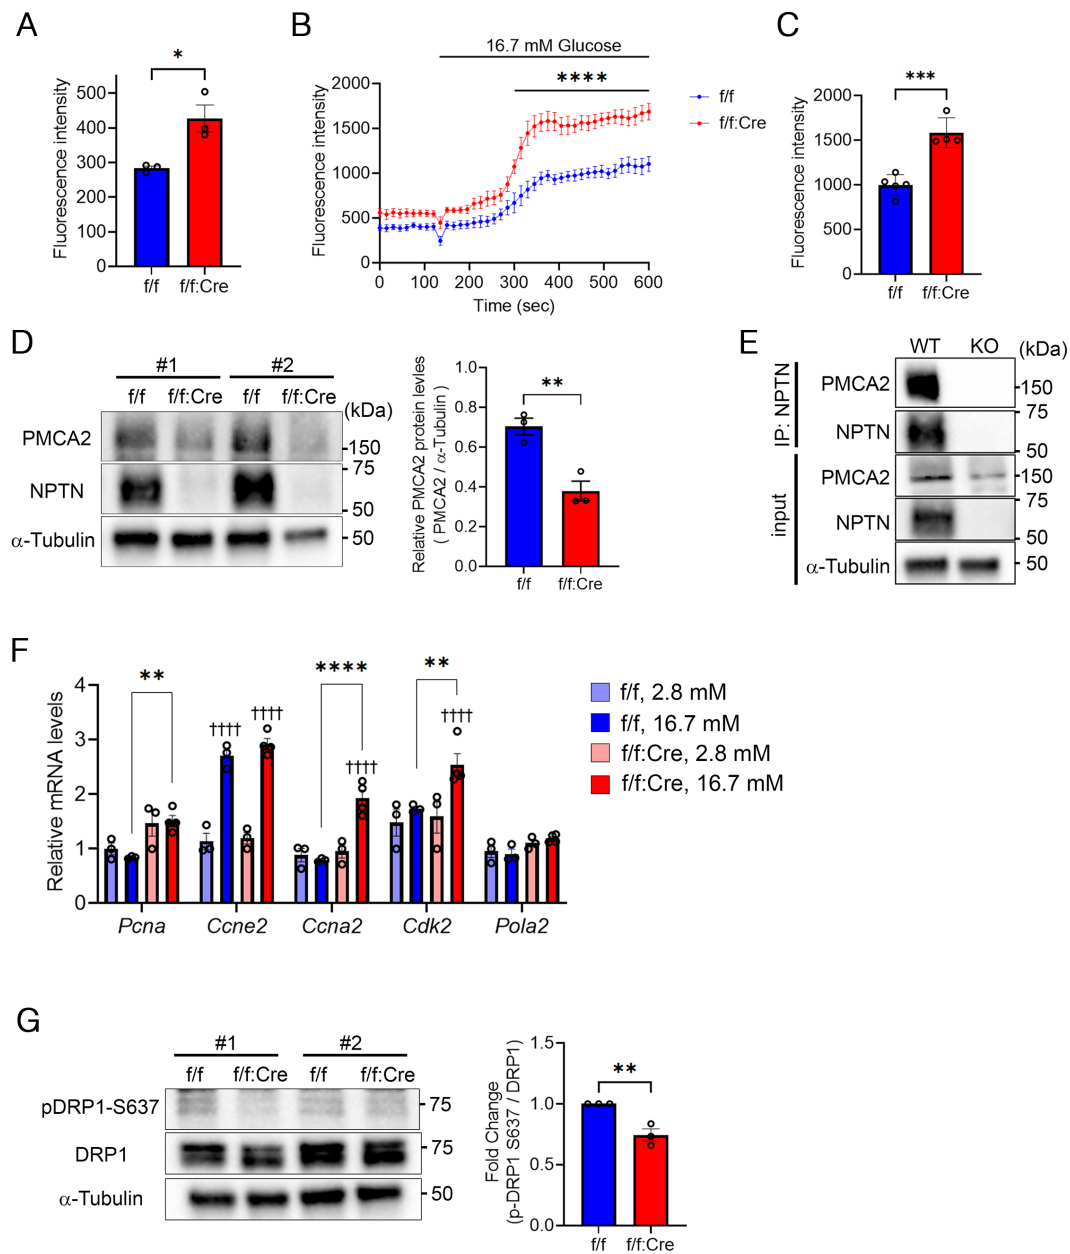 A
Fluorescence intensity
500
400
300
200
100
0
*
f/f
f/f:Cre
B
16.7 mM Glucose
****
Fluorescence intensity
2000
1500
1000
500
0
0 100 200 300 400 500 600
Time (sec)
f/f
f/f:Cre
C
Fluorescence intensity
2000
1500
1000
500
0
***
f/f
f/f:Cre
D
#1 #2
f/f f/f:Cre f/f f/f:Cre
(kDa)
PMCA2
150
75
NPTN
50
α-Tubulin
50
Relative PMCA2 protein levles
( PMCA2 / α-Tubulin )
1.0
0.8
0.6
0.4
0.2
0.0
**
f/f
f/f:Cre
E
WT KO (kDa)
IP: NPTN
PMCA2
150
75
NPTN
50
input
PMCA2
150
75
NPTN
50
α-Tubulin
50
F
Relative mRNA levels
4
3
2
1
0
**
††††
††††
****
††††
**
††††
Pcna Ccne2 Ccna2 Cdk2 Pola2
f/f, 2.8 mM
f/f, 16.7 mM
f/f:Cre, 2.8 mM
f/f:Cre, 16.7 mM
G
#1 #2
f/f f/f:Cre f/f f/f:Cre
pDRP1-S637
75
DRP1
75
α-Tubulin
50
Fold Change
(p-DRP1 S637 / DRP1)
1.5
1.0
0.5
0.0
**
f/f
f/f:Cre